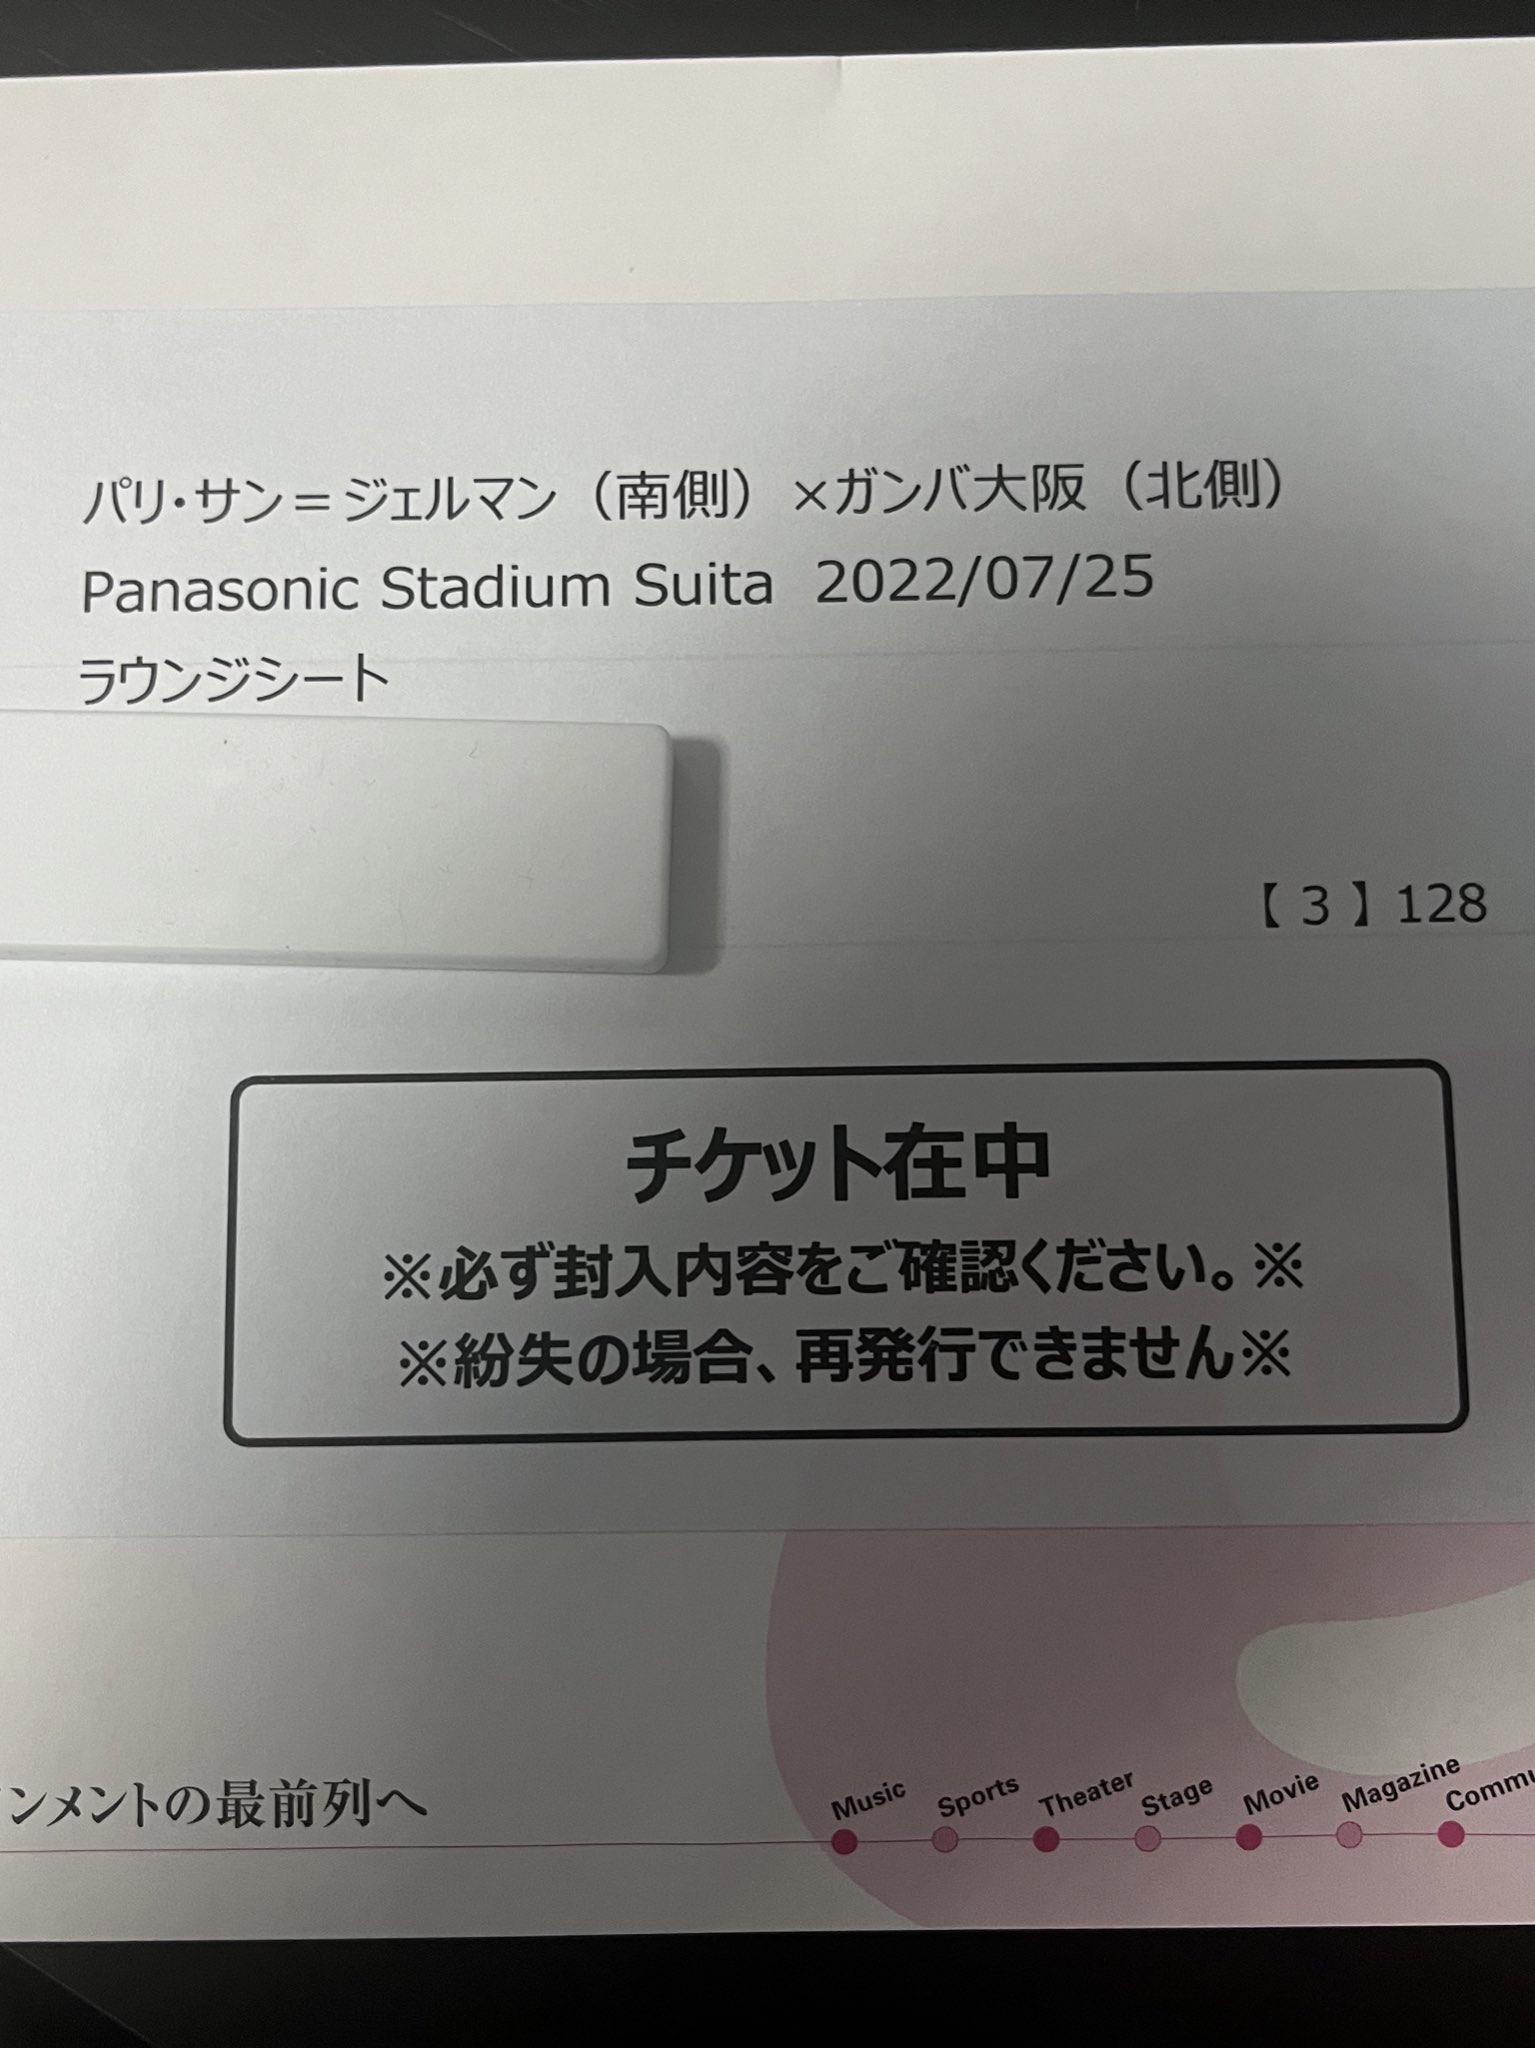 パリ・サン＝ジェルマン（南側）×ガンバ大阪（北側）
Panasonic Stadium Suita 2022/07/25
ラウンジシート
【 3 】128
チケット在中
※必ず封入内容をご確認ください。※
※紛失の場合、再発行できません※
ンメントの最前列へ
Music Sports Theater Stage Movie Magazine Commu